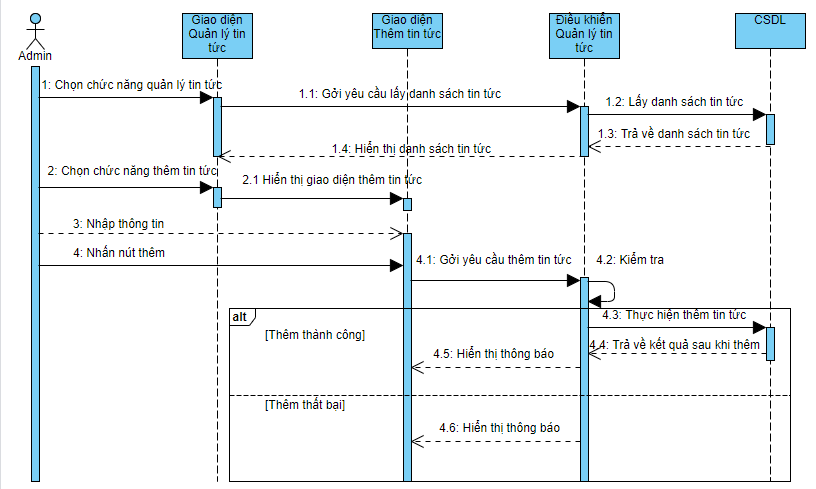 Giao diện
Quản lý tin
tức
Giao diện
Thêm tin tức
Điều khiển
Quản lý tin
tức
CSDL
Admin
1: Chọn chức năng quản lý tin tức
1.1: Gởi yêu cầu lấy danh sách tin tức
1.2: Lấy danh sách tin tức
1.3: Trả về danh sách tin tức
1.4: Hiển thị danh sách tin tức
2: Chọn chức năng thêm tin tức
2.1 Hiển thị giao diện thêm tin tức
3: Nhập thông tin
4: Nhấn nút thêm
4.1: Gởi yêu cầu thêm tin tức
4.2: Kiểm tra
alt
4.3: Thực hiện thêm tin tức
[Thêm thành công]
4.4: Trả về kết quả sau khi thêm
4.5: Hiển thị thông báo
[Thêm thất bại]
4.6: Hiển thị thông báo